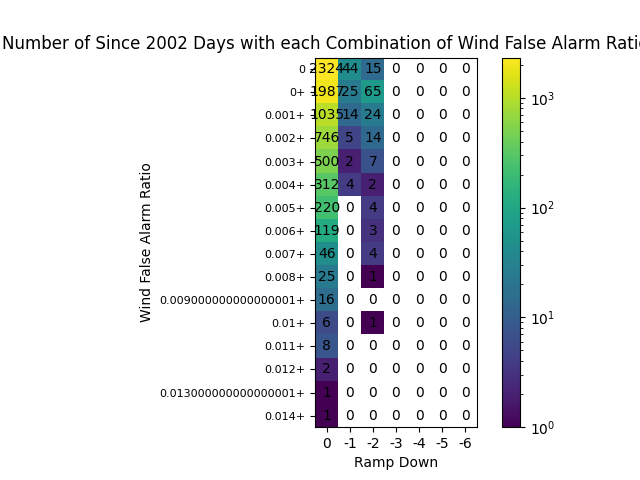 Number of Since 2002 Days with each Combination of Wind False Alarm Rati
Wind False Alarm Ratio
0 2324 44 15 0 0 0 0
0+ 1987 25 65 0 0 0 0
0.001+ 1035 14 24 0 0 0 0
0.002+ 746 5 14 0 0 0 0
0.003+ 500 2 7 0 0 0 0
0.004+ 312 4 2 0 0 0 0
0.005+ 220 0 4 0 0 0 0
0.006+ 119 0 3 0 0 0 0
0.007+ 46 0 4 0 0 0 0
0.008+ 25 0 1 0 0 0 0
0.009000000000000001+ 16 0 0 0 0 0 0
0.01+ 6 0 1 0 0 0 0
0.011+ 8 0 0 0 0 0 0
0.012+ 2 0 0 0 0 0 0
0.013000000000000001+ 1 0 0 0 0 0 0
0.014+ 1 0 0 0 0 0 0
0 -1 -2 -3 -4 -5 -6
Ramp Down
10³
10²
10¹
10⁰